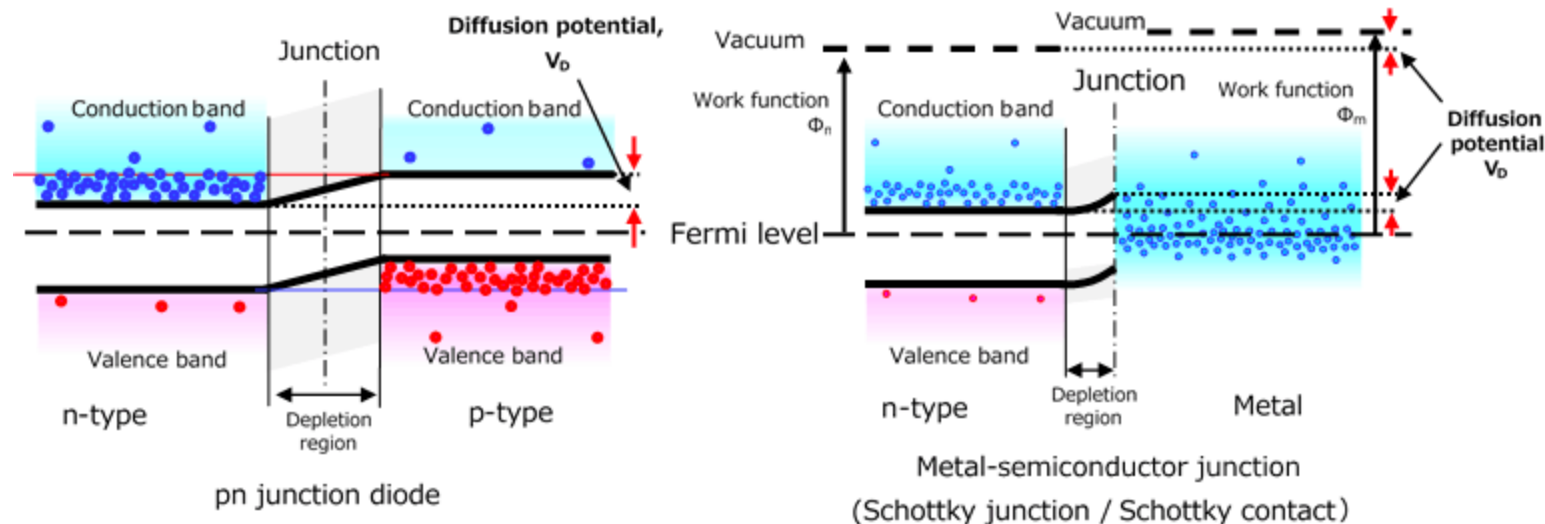 Diffusion potential,
V_D
Junction
Conduction band
Conduction band
Valence band
Valence band
n-type
Depletion
region
p-type
pn junction diode
Vacuum
Vacuum
Junction
Work function
Φn
Work function
Φm
Conduction band
Diffusion
potential
V_D
Fermi level
Valence band
n-type
Depletion
region
Metal
Metal-semiconductor junction
(Schottky junction / Schottky contact)